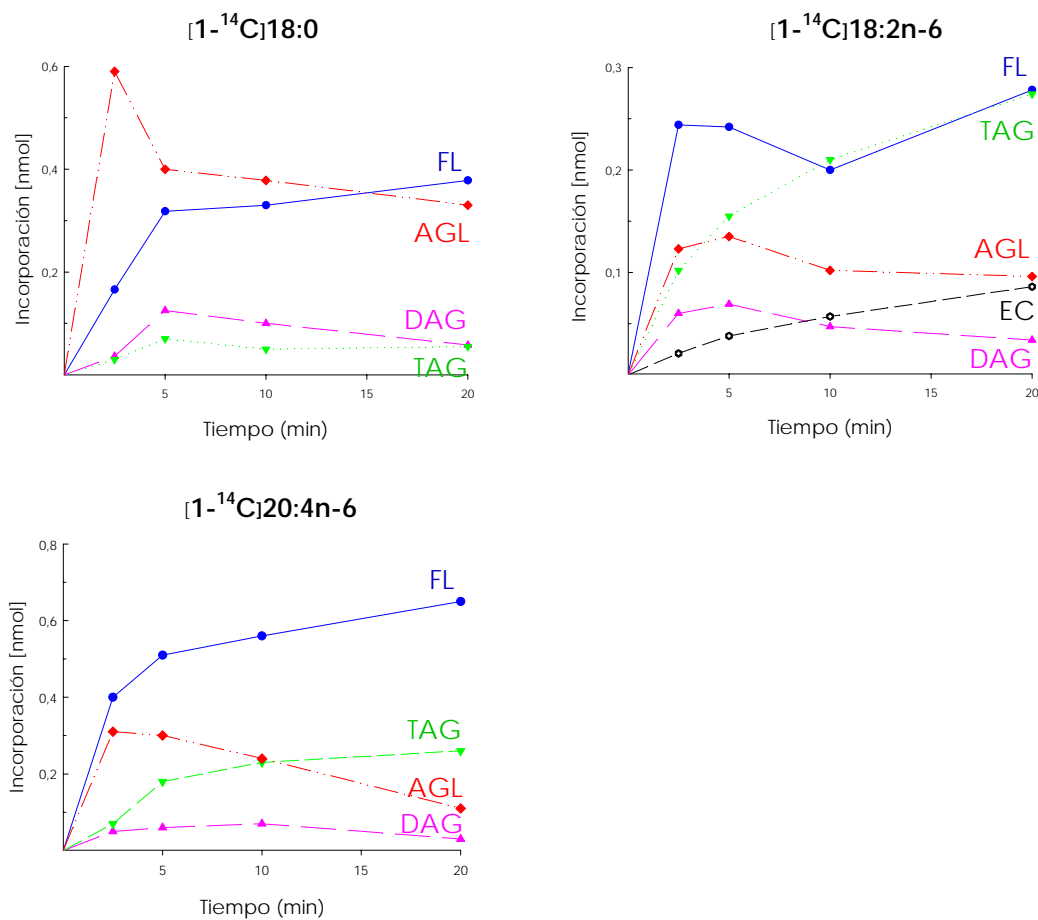 [1-¹⁴C]18:0
Incorporación [nmol]
0,6
0,4
0,2
FL
AGL
DAG
TAG
5
10
15
20
Tiempo (min)
[1-¹⁴C]18:2n-6
Incorporación [nmol]
0,3
0,2
0,1
FL
TAG
AGL
EC
DAG
5
10
15
20
Tiempo (min)
[1-¹⁴C]20:4n-6
Incorporación [nmol]
0,8
0,6
0,4
0,2
FL
TAG
AGL
DAG
5
10
15
20
Tiempo (min)